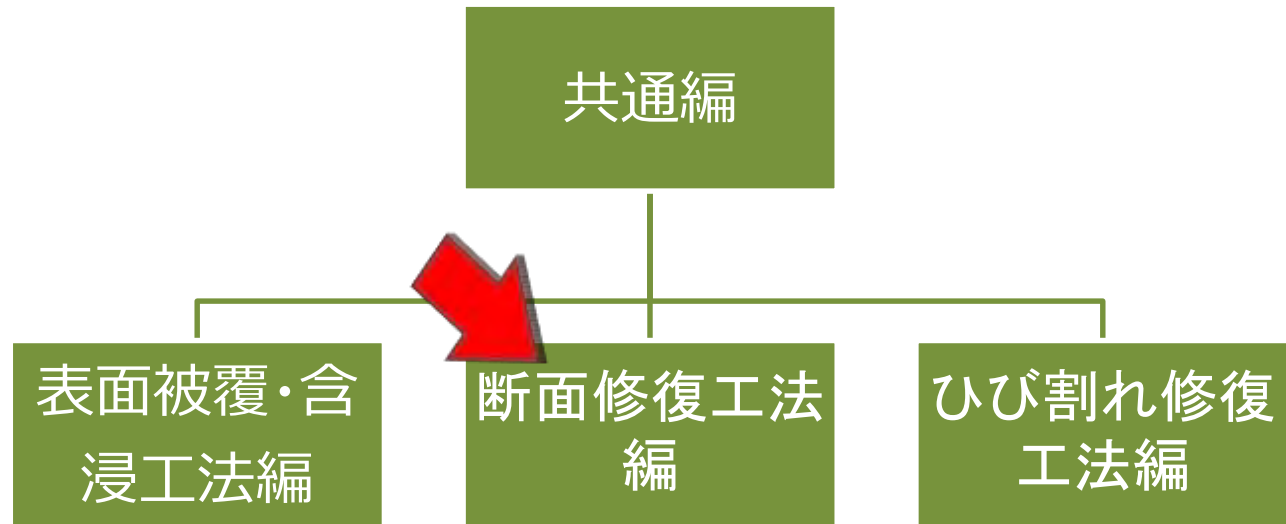 共通編
表面被覆・含
浸工法編
断面修復工法
編
ひび割れ修復
工法編